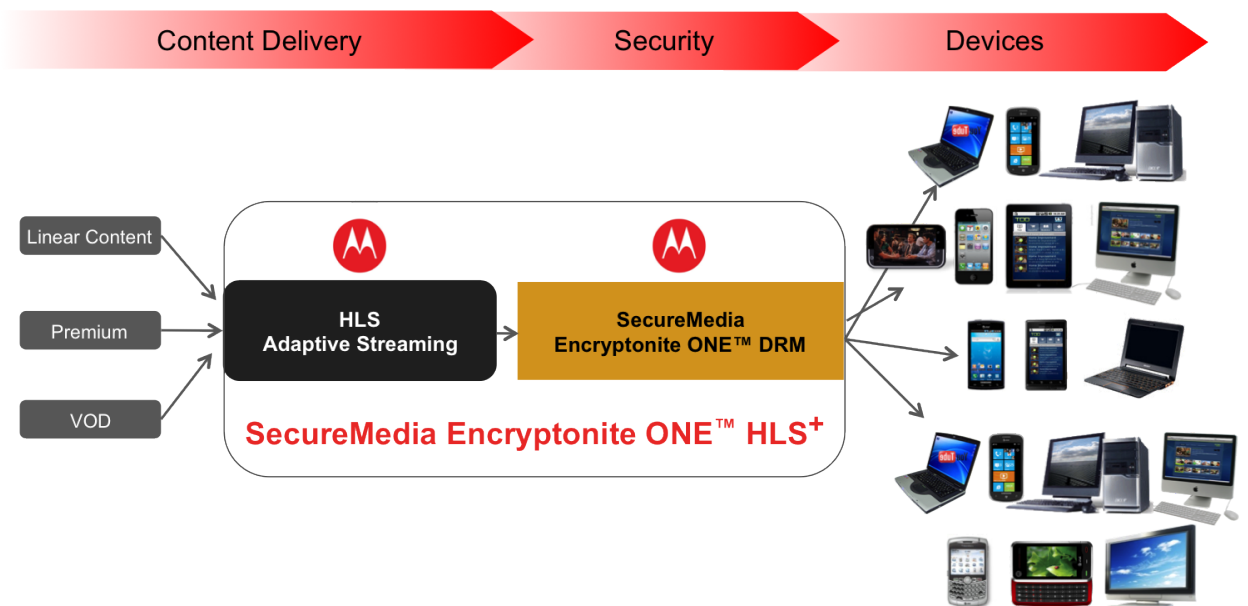 Content Delivery
Security
Devices
Linear Content
Premium
VOD
HLS
Adaptive Streaming
SecureMedia
Encryptonite ONE™ DRM
SecureMedia Encryptonite ONE™ HLS+